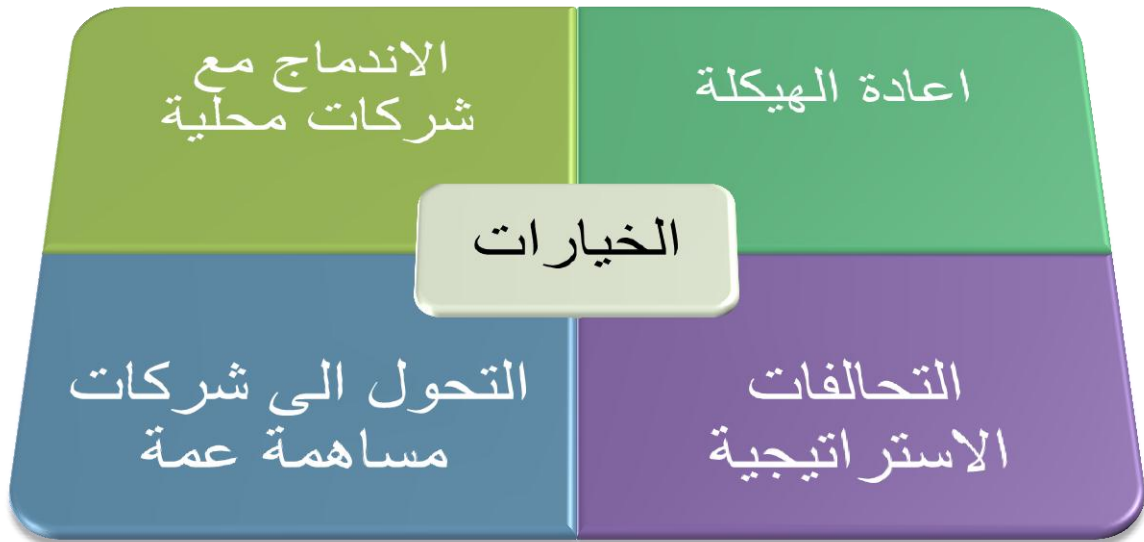 اعادة الهيكلة
الاندماج مع
شركات محلية
الخيارات
التحالفات
الاستراتيجية
التحول الى شركات
مساهمة عمة